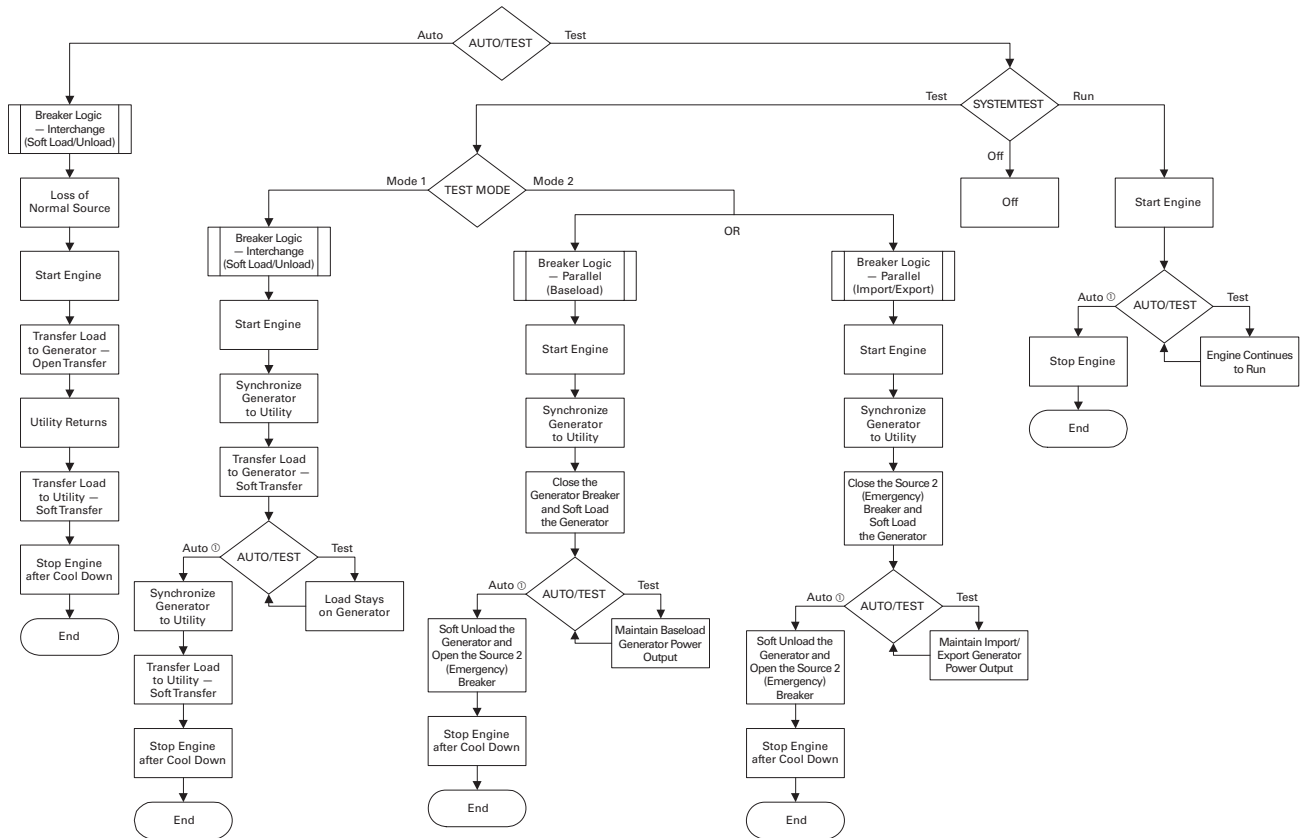 Auto
AUTO/TEST
Test
Test
SYSTEMTEST
Run
Off
Off
Breaker Logic
— Interchange
(Soft Load/Unload)
Loss of
Normal Source
Start Engine
Transfer Load
to Generator —
Open Transfer
Utility Returns
Transfer Load
to Utility —
Soft Transfer
Stop Engine
after Cool Down
End
Mode 1
TEST MODE
Mode 2
OR
Breaker Logic
— Interchange
(Soft Load/Unload)
Start Engine
Synchronize
Generator
to Utility
Transfer Load
to Generator —
Soft Transfer
Auto ①
AUTO/TEST
Test
Load Stays
on Generator
Synchronize
Generator
to Utility
Transfer Load
to Utility —
Soft Transfer
Stop Engine
after Cool Down
End
Breaker Logic
— Parallel
(Baseload)
Start Engine
Synchronize
Generator
to Utility
Close the
Generator Breaker
and Soft Load
the Generator
Auto ①
AUTO/TEST
Test
Maintain Baseload
Generator Power
Output
Soft Unload the
Generator and
Open the Source 2
(Emergency)
Breaker
Stop Engine
after Cool Down
End
Breaker Logic
— Parallel
(Import/Export)
Start Engine
Synchronize
Generator
to Utility
Close the Source 2
(Emergency)
Breaker and
Soft Load
the Generator
Auto ①
AUTO/TEST
Test
Maintain Import/
Export Generator
Power Output
Soft Unload the
Generator and
Open the Source 2
(Emergency)
Breaker
Stop Engine
after Cool Down
End
Start Engine
Auto ①
AUTO/TEST
Test
Stop Engine
Engine Continues
to Run
End